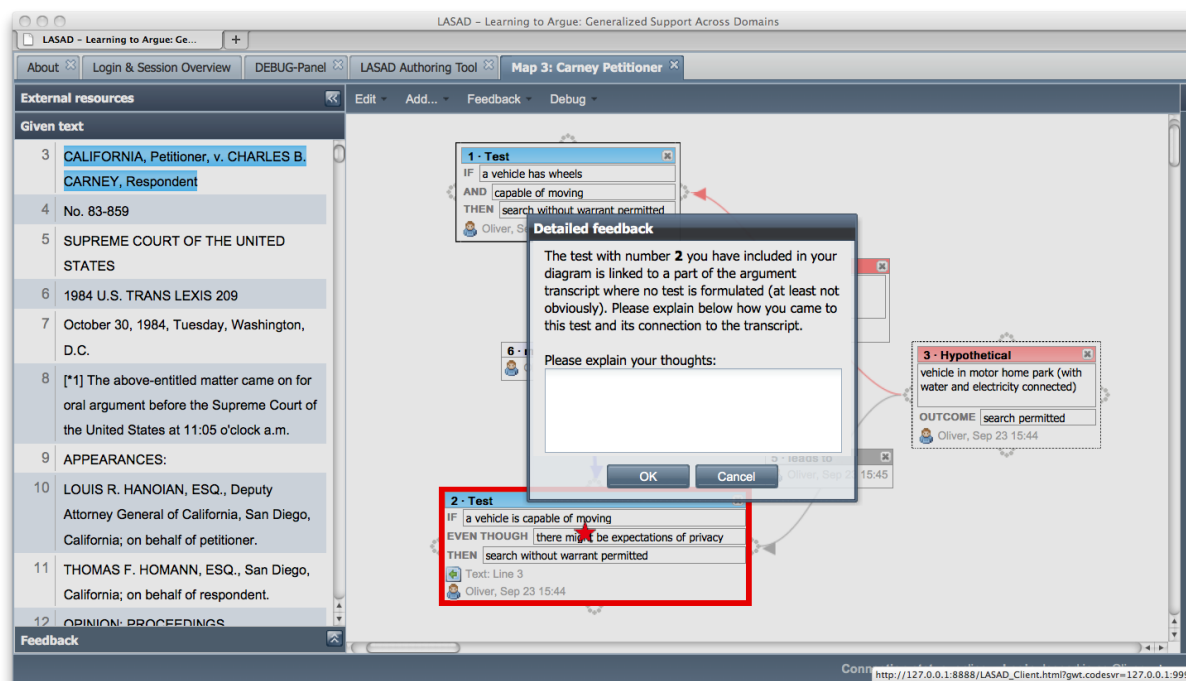 LASAD – Learning to Argue: Generalized Support Across Domains
LASAD – Learning to Argue: Ge...
+
About
Login & Session Overview
DEBUG-Panel
LASAD Authoring Tool
Map 3: Carney Petitioner
External resources
Edit
Add...
Feedback
Debug
Given text
3 CALIFORNIA, Petitioner, v. CHARLES B.
CARNEY, Respondent
4 No. 83-859
5 SUPREME COURT OF THE UNITED
STATES
6 1984 U.S. TRANS LEXIS 209
7 October 30, 1984, Tuesday, Washington,
D.C.
8 [*1] The above-entitled matter came on for
oral argument before the Supreme Court of
the United States at 11:05 o'clock a.m.
9 APPEARANCES:
10 LOUIS R. HANOIAN, ESQ., Deputy
Attorney General of California, San Diego,
California; on behalf of petitioner.
11 THOMAS F. HOMANN, ESQ., San Diego,
California; on behalf of respondent.
12 OPINION: PROCEEDINGS
Feedback
1 · Test
IF a vehicle has wheels
AND capable of moving
THEN search without warrant permitted
Oliver,
Detailed feedback
The test with number 2 you have included in your
diagram is linked to a part of the argument
transcript where no test is formulated (at least not
obviously). Please explain below how you came to
this test and its connection to the transcript.
Please explain your thoughts:
OK
Cancel
6 ·
3 · Hypothetical
vehicle in motor home park (with
water and electricity connected)
OUTCOME search permitted
Oliver, Sep 23 15:44
5 · leads to
Oliver, Sep 23 15:45
2 · Test
IF a vehicle is capable of moving
EVEN THOUGH there might be expectations of privacy
THEN search without warrant permitted
Text: Line 3
Oliver, Sep 23 15:44
http://127.0.0.1:8888/LASAD_Client.html?gwt.codesvr=127.0.0.1:999